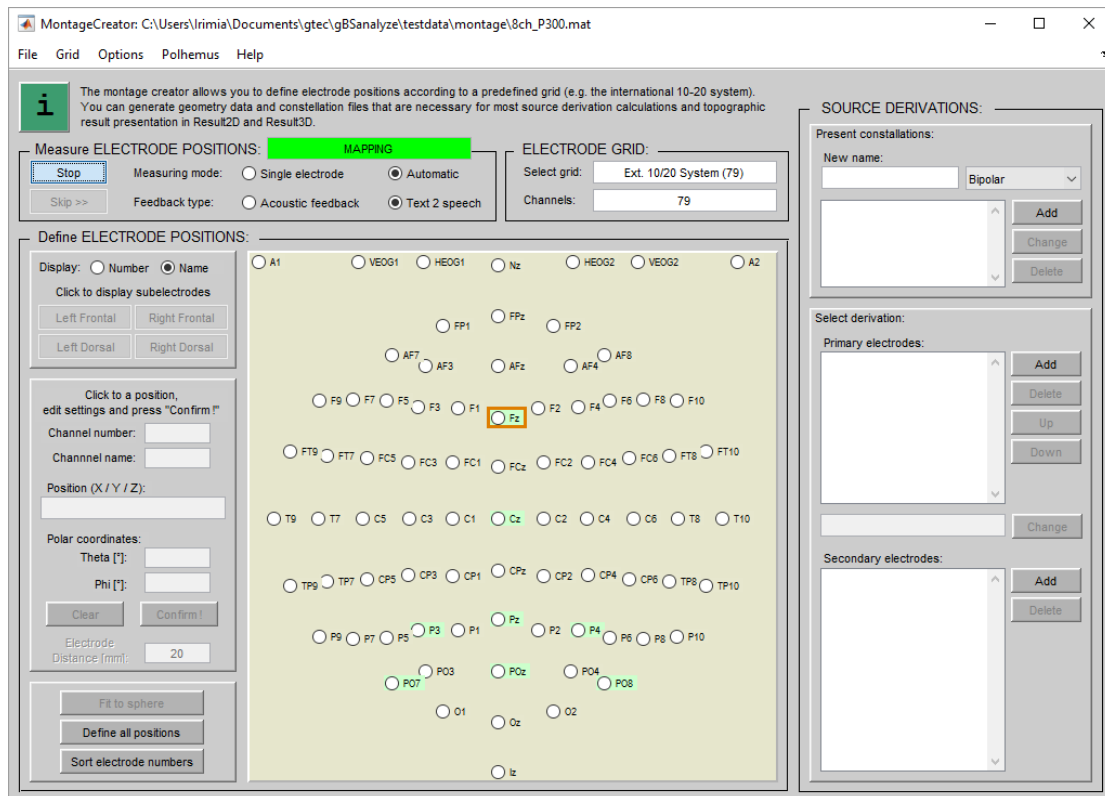 MontageCreator: C:\Users\Irimia\Documents\gtec\gBSanalyze\testdata\montage\8ch_P300.mat
File Grid Options Polhemus Help
i
The montage creator allows you to define electrode positions according to a predefined grid (e.g. the international 10-20 system).
You can generate geometry data and constellation files that are necessary for most source derivation calculations and topographic
result presentation in Result2D and Result3D.
Measure ELECTRODE POSITIONS: MAPPING
Stop Measuring mode: Single electrode Automatic
Skip >> Feedback type: Acoustic feedback Text 2 speech
ELECTRODE GRID:
Select grid: Ext. 10/20 System (79)
Channels: 79
Define ELECTRODE POSITIONS:
Display: Number Name
Click to display subelectrodes
Left Frontal Right Frontal
Left Dorsal Right Dorsal
Click to a position,
edit settings and press "Confirm !"
Channel number:
Channnel name:
Position (X / Y / Z):
Polar coordinates:
Theta [°]:
Phi [°]:
Clear Confirm !
Electrode
Distance [mm]: 20
Fit to sphere
Define all positions
Sort electrode numbers
A1 VEOG1 HEOG1 Nz HEOG2 VEOG2 A2
FP1 FPz FP2
AF7 AF3 AFz AF4 AF8
F9 F7 F5 F3 F1 Fz F2 F4 F6 F8 F10
FT9 FT7 FC5 FC3 FC1 FCz FC2 FC4 FC6 FT8 FT10
T9 T7 C5 C3 C1 Cz C2 C4 C6 T8 T10
TP9 TP7 CP5 CP3 CP1 CPz CP2 CP4 CP6 TP8 TP10
P9 P7 P5 P3 P1 Pz P2 P4 P6 P8 P10
PO7 PO3 POz PO4 PO8
O1 Oz O2
Iz
SOURCE DERIVATIONS:
Present constallations:
New name:
Bipolar
Add
Change
Delete
Select derivation:
Primary electrodes:
Add
Delete
Up
Down
Change
Secondary electrodes:
Add
Delete